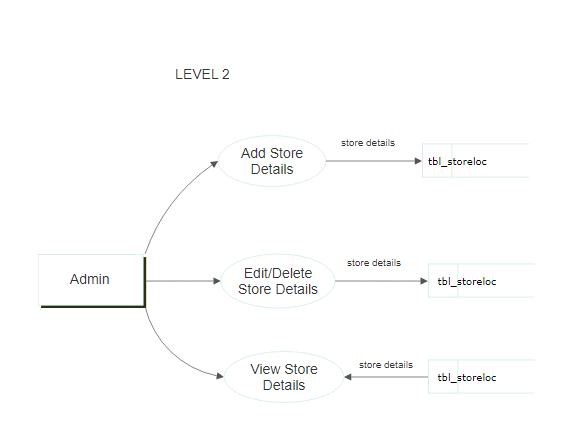 LEVEL 2
Add Store
Details
store details
tbl_storeloc
Admin
Edit/Delete
Store Details
store details
tbl_storeloc
View Store
Details
store details
tbl_storeloc